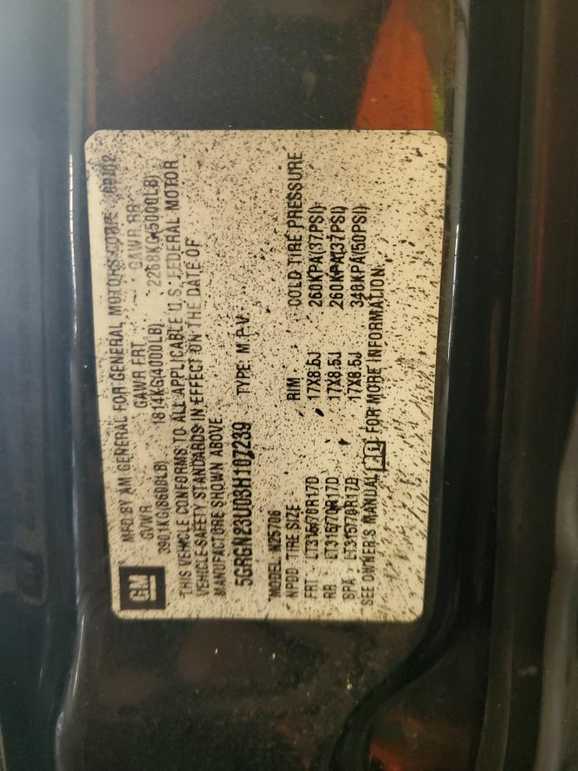 GM
MFD BY AM GENERAL FOR GENERAL MOTORS CORP.
GVWR GAWR FRT GAWR RR
3901KG(8600LB) 1814KG(4000LB) 2268KG(5000LB)
THIS VEHICLE CONFORMS TO ALL APPLICABLE U.S. FEDERAL MOTOR
VEHICLE SAFETY STANDARDS IN EFFECT ON THE DATE OF
MANUFACTURE SHOWN ABOVE
5GRGN23U03H107239 TYPE: M.P.V.
MODEL: N25706
TIRE SIZE RIM COLD TIRE PRESSURE
FRT LT315/70R17D 17X8.5J 260KPA(37PSI)
RR LT315/70R17D 17X8.5J 260KPA(37PSI)
SPA LT315/70R17D 17X8.5J 340KPA(50PSI)
SEE OWNER'S MANUAL FOR MORE INFORMATION.